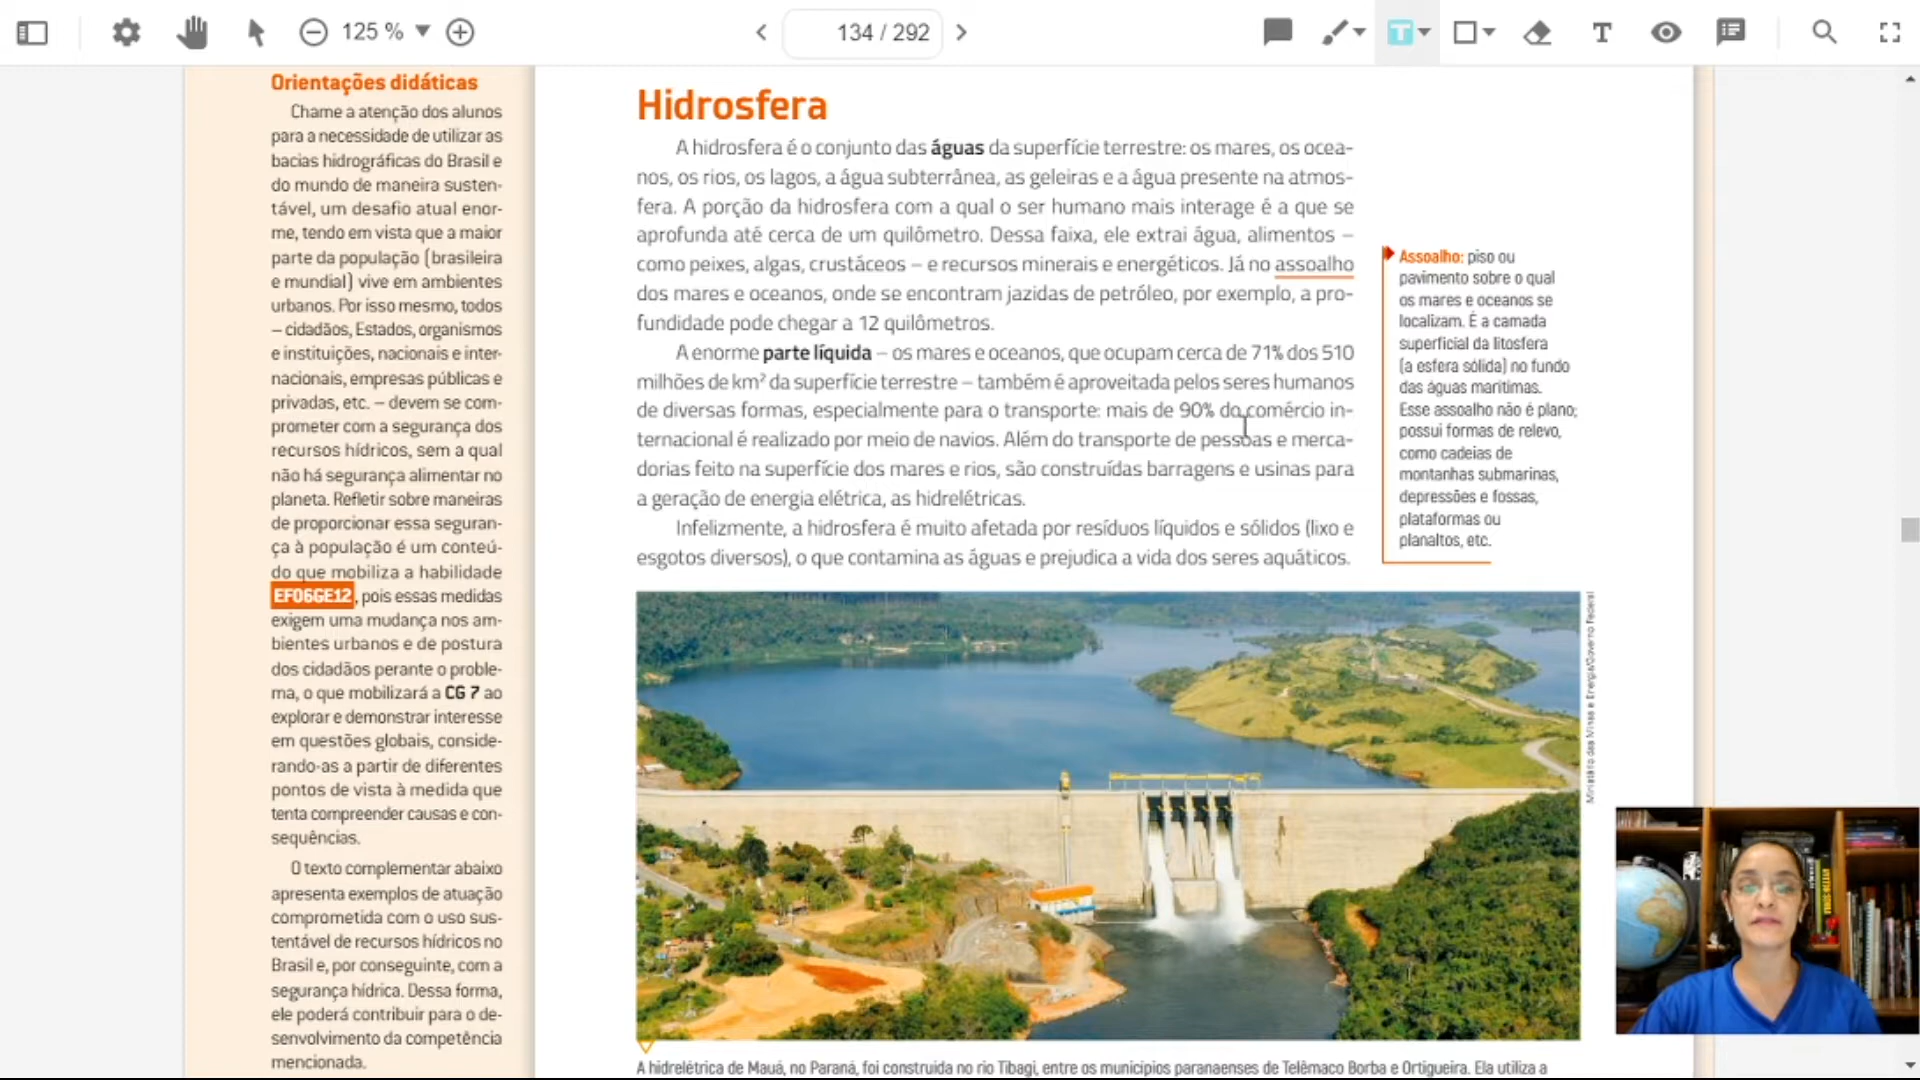 125 %
134 / 292
Orientações didáticas
Chame a atenção dos alunos
para a necessidade de utilizar as
bacias hidrográficas do Brasil e
do mundo de maneira susten-
tável, um desafio atual enor-
me, tendo em vista que a maior
parte da população (brasileira
e mundial) vive em ambientes
urbanos. Por isso mesmo, todos
– cidadãos, Estados, organismos
e instituições, nacionais e inter-
nacionais, empresas públicas e
privadas, etc. – devem se com-
prometer com a segurança dos
recursos hídricos, sem a qual
não há segurança alimentar no
planeta. Refletir sobre maneiras
de proporcionar essa seguran-
ça à população é um conteú-
do que mobiliza a habilidade
EF06GE12, pois essas medidas
exigem uma mudança nos am-
bientes urbanos e de postura
dos cidadãos perante o proble-
ma, o que mobilizará a CG 7 ao
explorar e demonstrar interesse
em questões globais, conside-
rando-as a partir de diferentes
pontos de vista à medida que
tenta compreender causas e con-
sequências.
O texto complementar abaixo
apresenta exemplos de atuação
comprometida com o uso sus-
tentável de recursos hídricos no
Brasil e, por conseguinte, com a
segurança hídrica. Dessa forma,
ele poderá contribuir para o de-
senvolvimento da competência
mencionada.
Hidrosfera
A hidrosfera é o conjunto das águas da superfície terrestre: os mares, os ocea-
nos, os rios, os lagos, a água subterrânea, as geleiras e a água presente na atmos-
fera. A porção da hidrosfera com a qual o ser humano mais interage é a que se
aprofunda até cerca de um quilômetro. Dessa faixa, ele extrai água, alimentos –
como peixes, algas, crustáceos – e recursos minerais e energéticos. Já no assoalho
dos mares e oceanos, onde se encontram jazidas de petróleo, por exemplo, a pro-
fundidade pode chegar a 12 quilômetros.
A enorme parte líquida – os mares e oceanos, que ocupam cerca de 71% dos 510
milhões de km² da superfície terrestre – também é aproveitada pelos seres humanos
de diversas formas, especialmente para o transporte: mais de 90% do comércio in-
ternacional é realizado por meio de navios. Além do transporte de pessoas e merca-
dorias feito na superfície dos mares e rios, são construídas barragens e usinas para
a geração de energia elétrica, as hidrelétricas.
Infelizmente, a hidrosfera é muito afetada por resíduos líquidos e sólidos (lixo e
esgotos diversos), o que contamina as águas e prejudica a vida dos seres aquáticos.
Assoalho: piso ou
pavimento sobre o qual
os mares e oceanos se
localizam. É a camada
superficial da litosfera
(a esfera sólida) no fundo
das águas marítimas.
Esse assoalho não é plano;
possui formas de relevo,
como cadeias de
montanhas submarinas,
depressões e fossas,
plataformas ou
planaltos, etc.
Ministério das Minas e Energia/Governo Federal
A hidrelétrica de Mauá, no Paraná, foi construída no rio Tibagi, entre os municípios paranaenses de Telêmaco Borba e Ortigueira. Ela utiliza a